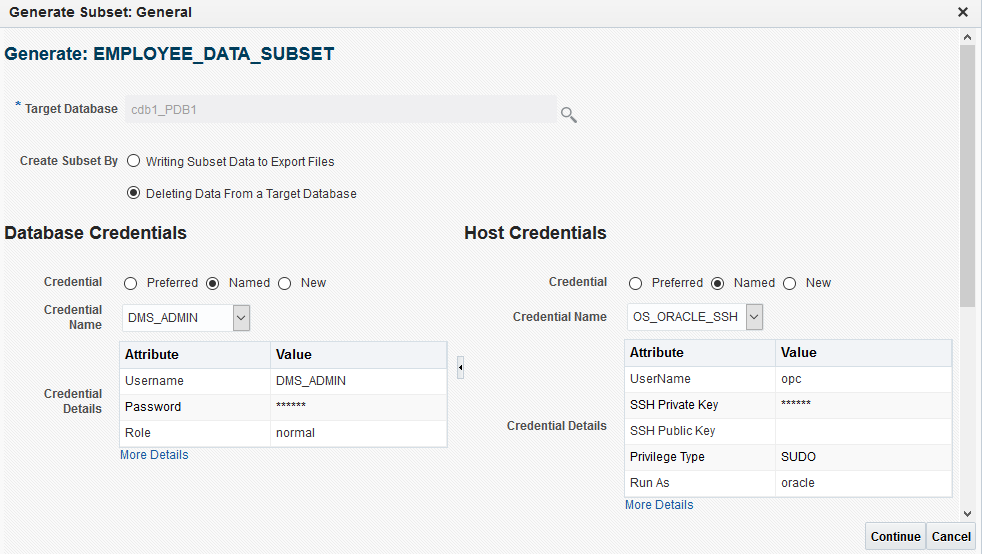 Generate Subset: General
Generate: EMPLOYEE_DATA_SUBSET
* Target Database cdb1_PDB1
Create Subset By Writing Subset Data to Export Files
Deleting Data From a Target Database
Database Credentials
Credential Preferred Named New
Credential Name DMS_ADMIN
Attribute Value
Username DMS_ADMIN
Credential Details
Password ******
Role normal
More Details
Host Credentials
Credential Preferred Named New
Credential Name OS_ORACLE_SSH
Attribute Value
UserName opc
SSH Private Key ******
Credential Details
SSH Public Key
Privilege Type SUDO
Run As oracle
More Details
Continue Cancel